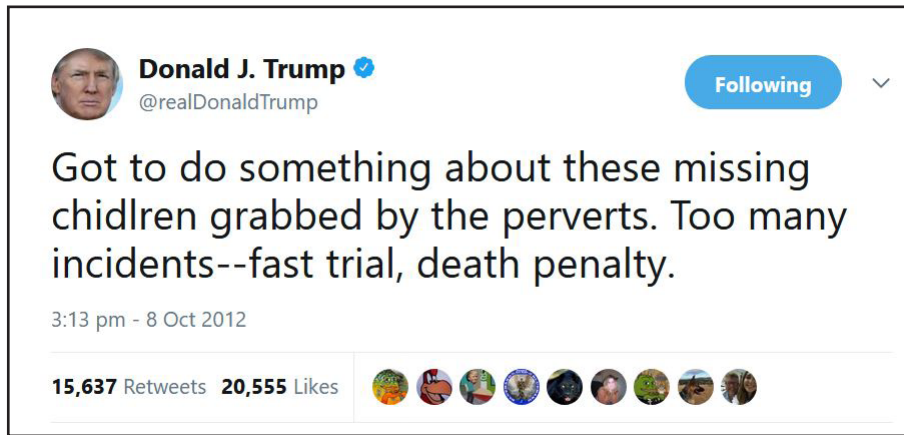 Donald J. Trump
@realDonaldTrump
Following
Got to do something about these missing
chidlren grabbed by the perverts. Too many
incidents--fast trial, death penalty.
3:13 pm - 8 Oct 2012
15,637 Retweets 20,555 Likes